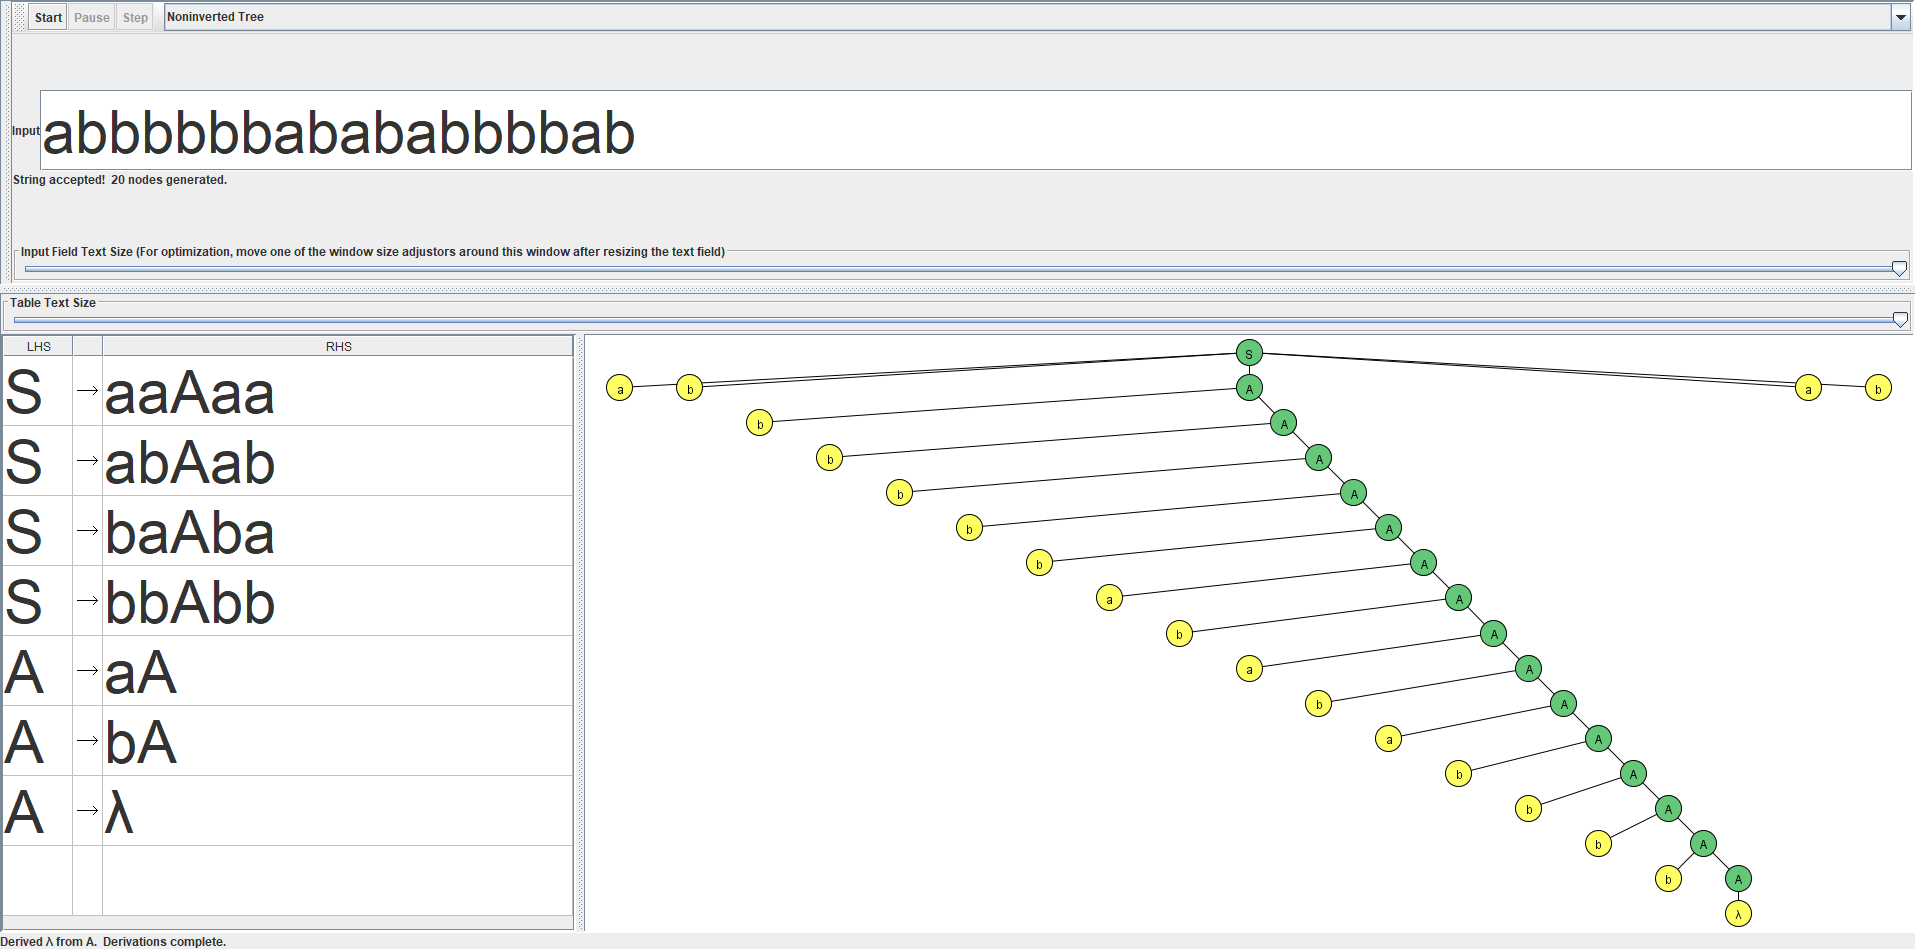 Start Pause Step Noninverted Tree
Input abbbbbbabababbbbab
String accepted! 20 nodes generated.
Input Field Text Size (For optimization, move one of the window size adjustors around this window after resizing the text field)
Table Text Size
LHS RHS
S → aaAaa
S → abAab
S → baAba
S → bbAbb
A → aA
A → bA
A → λ
S
a b A a b
b A
b A
b A
b A
b A
a A
b A
a A
b A
a A
b A
b A
b A
b A
λ
Derived λ from A. Derivations complete.